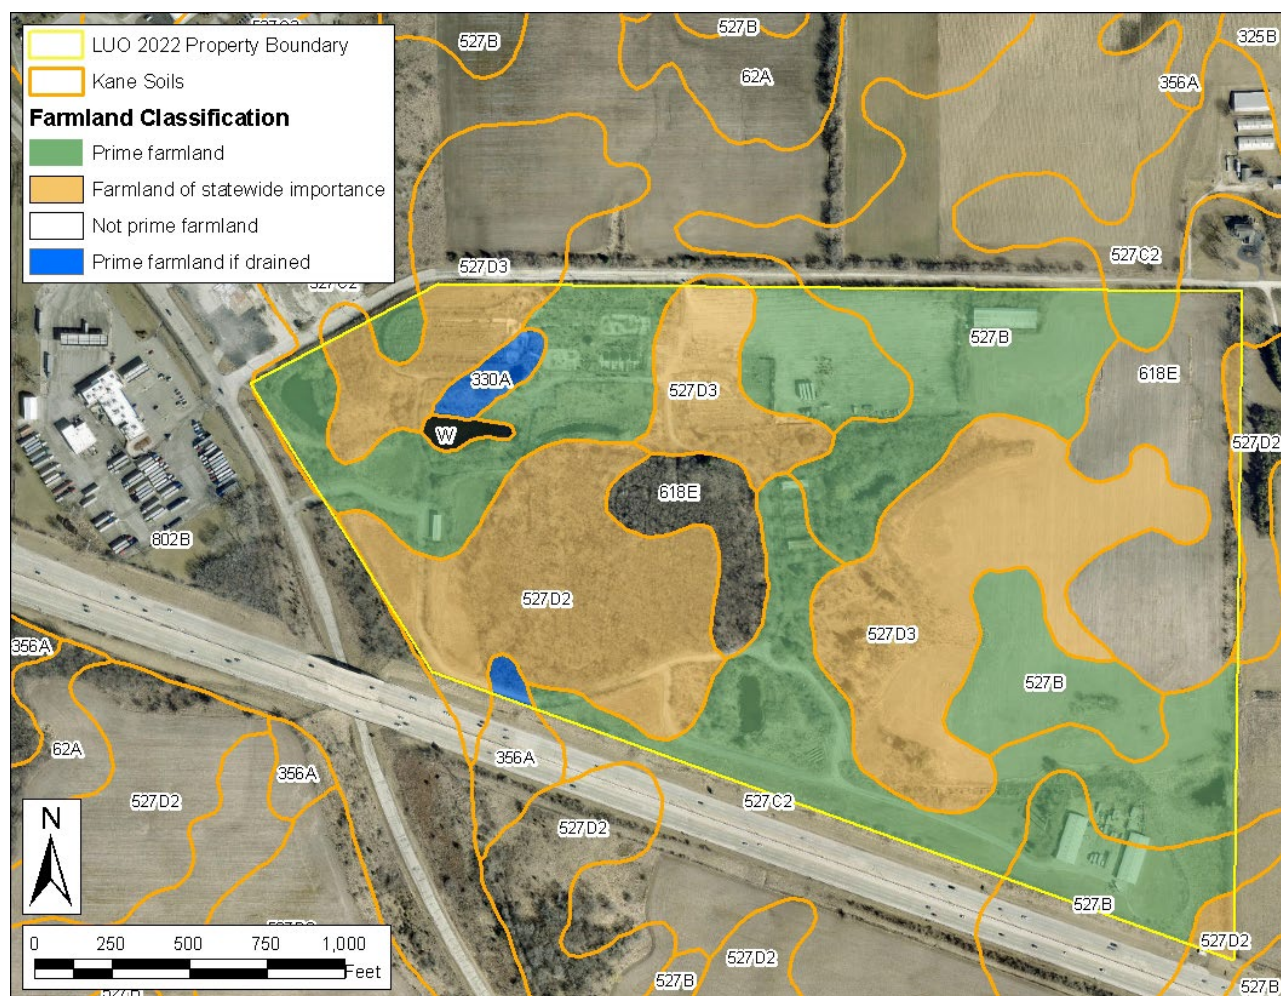 LUO 2022 Property Boundary
Kane Soils
Farmland Classification
Prime farmland
Farmland of statewide importance
Not prime farmland
Prime farmland if drained
527C2
527B
527B
62A
325B
356A
527D3
527C2
527C2
527B
618E
330A
527D3
W
527D2
618E
802B
527D2
527D3
356A
527B
62A
356A
356A
527D2
527C2
527D2
N
527B
527D2
527D2
527B
527B
527B
0 250 500 750 1,000
Feet